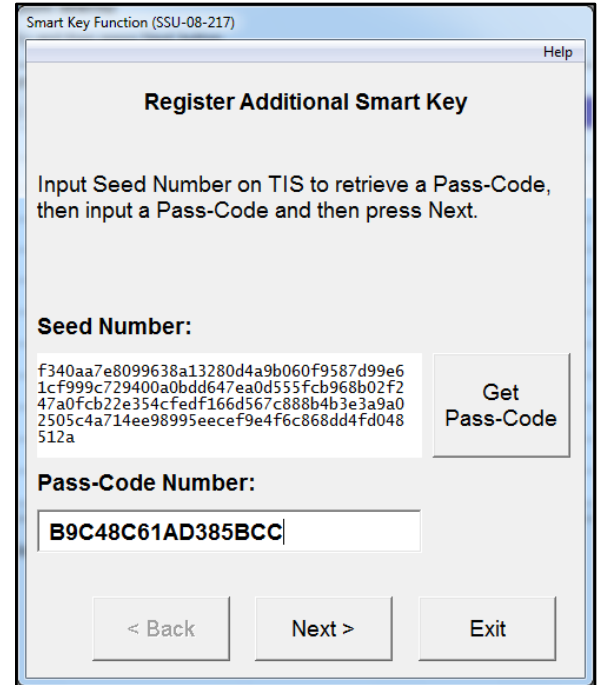 Smart Key Function (SSU-08-217)
Help
Register Additional Smart Key
Input Seed Number on TIS to retrieve a Pass-Code,
then input a Pass-Code and then press Next.
Seed Number:
f340aa7e8099638a13280d4a9b060f9587d99e6
1cf999c729400a0bdd647ea0d555fcb968b02f2
47a0fcb22e354cfedf166d567c888b4b3e3a9a0
2505c4a714ee98995eecef9e4f6c868dd4fd048
512a
Get
Pass-Code
Pass-Code Number:
B9C48C61AD385BCC
< Back
Next >
Exit